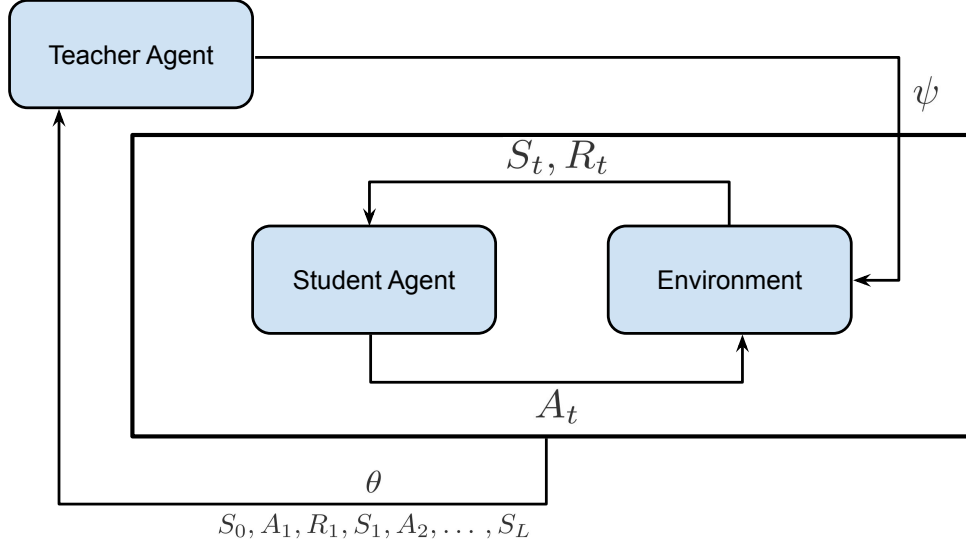 Teacher Agent
ψ
S_t, R_t
Student Agent
Environment
A_t
θ
S_0, A_1, R_1, S_1, A_2, . . . , S_L